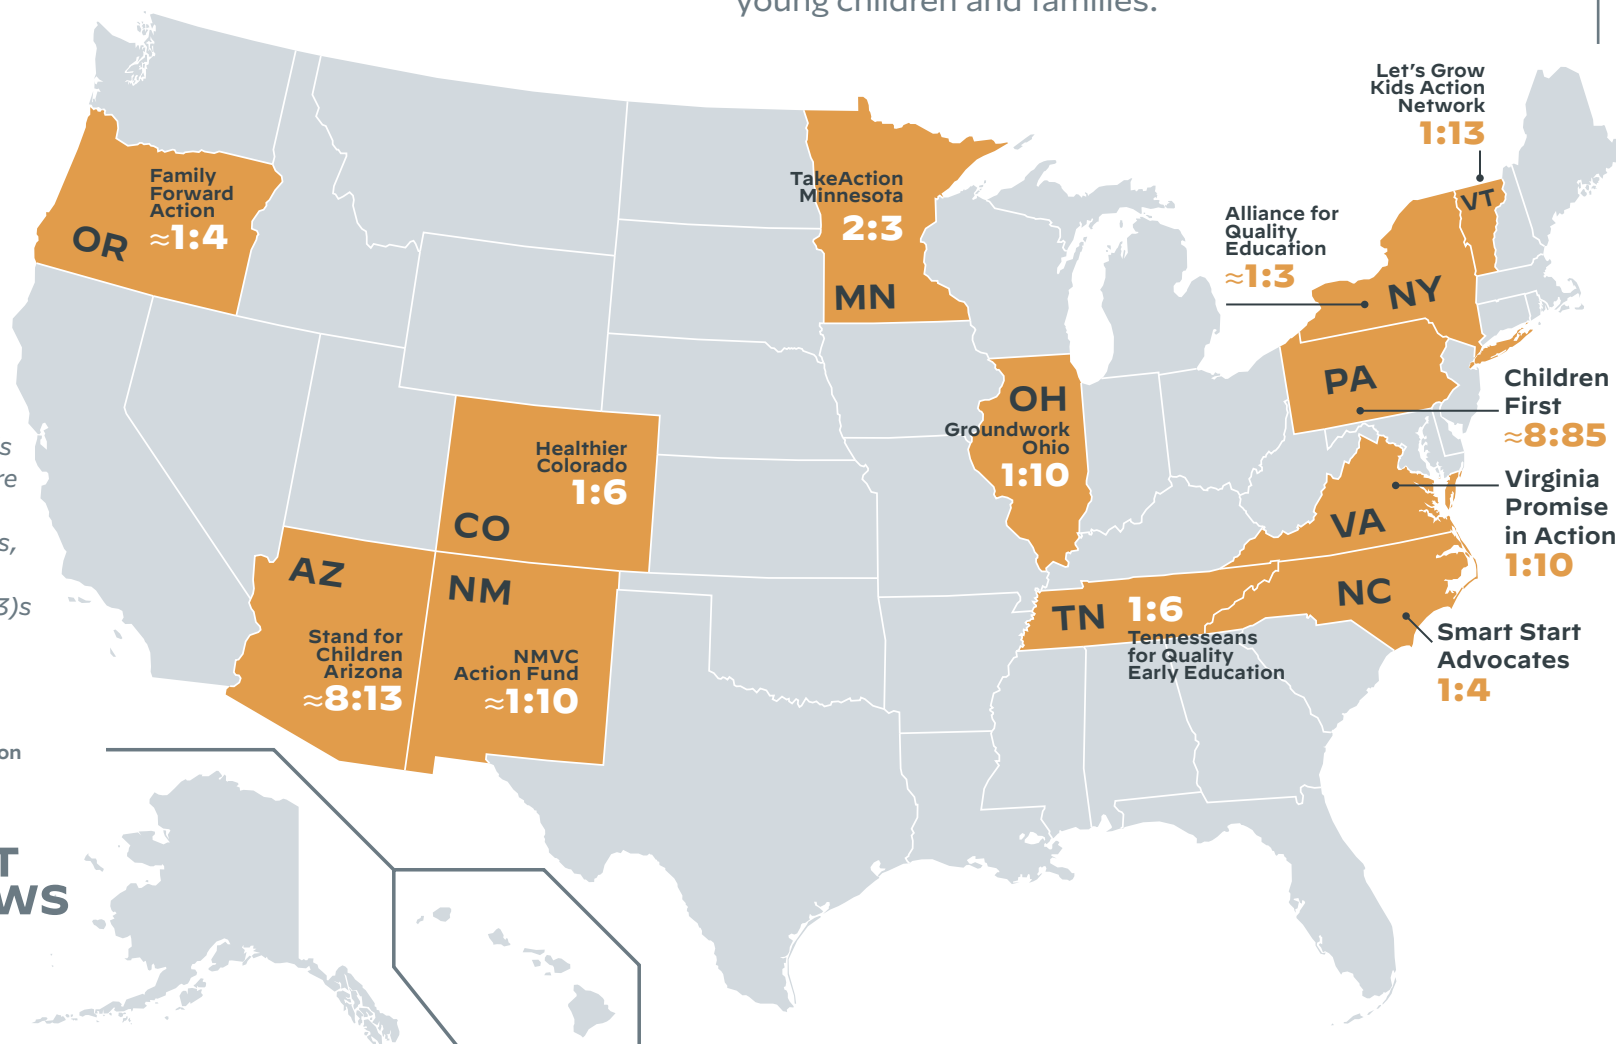 young children and families.
Let's Grow
Kids Action
Network
1:13
VT
Family
Forward
Action
≈1:4
OR
TakeAction
Minnesota
2:3
MN
Alliance for
Quality
Education
≈1:3
NY
PA
Children
First
≈8:85
OH
Groundwork
Ohio
1:10
Healthier
Colorado
1:6
CO
s
re
s,
3)s
Virginia
Promise
in Action
1:10
VA
AZ
Stand for
Children
Arizona
≈8:13
NM
NMVC
Action Fund
≈1:10
TN
1:6
Tennesseans
for Quality
Early Education
NC
Smart Start
Advocates
1:4
on
T
WS